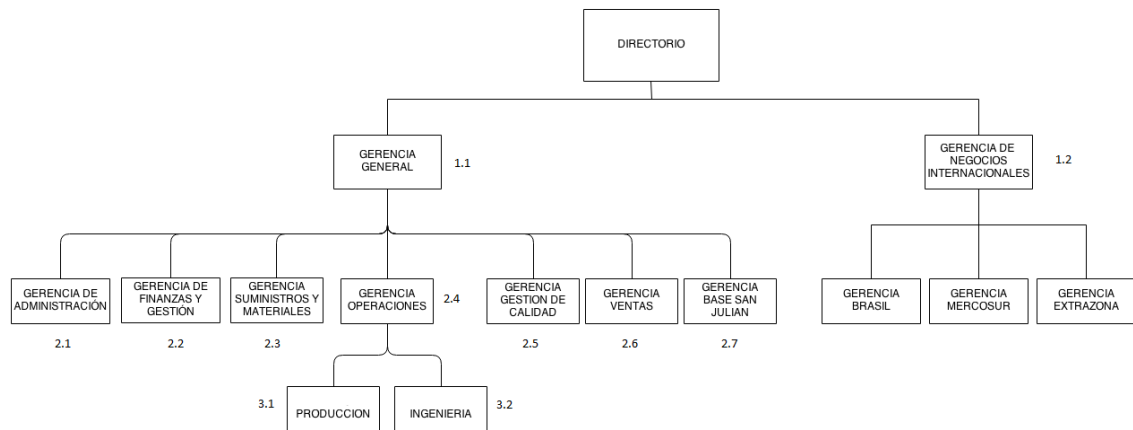 DIRECTORIO
GERENCIA
GENERAL
1.1
GERENCIA DE
NEGOCIOS
INTERNACIONALES
1.2
GERENCIA DE
ADMINISTRACIÓN
2.1
GERENCIA DE
FINANZAS Y
GESTIÓN
2.2
GERENCIA
SUMINISTROS Y
MATERIALES
2.3
GERENCIA
OPERACIONES
2.4
GERENCIA
GESTION DE
CALIDAD
2.5
GERENCIA
VENTAS
2.6
GERENCIA
BASE SAN
JULIAN
2.7
GERENCIA
BRASIL
GERENCIA
MERCOSUR
GERENCIA
EXTRAZONA
3.1
PRODUCCION
INGENIERIA
3.2